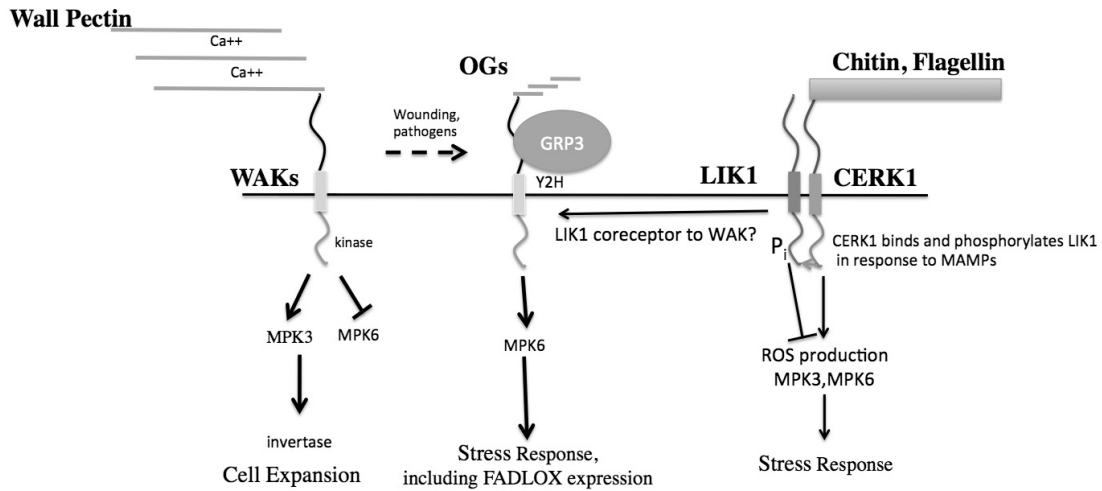 Wall Pectin
Ca++
Ca++
OGs
Chitin, Flagellin
Wounding,
pathogens
GRP3
WAKs
Y2H
LIK1
CERK1
kinase
LIK1 coreceptor to WAK?
Pi
CERK1 binds and phosphorylates LIK1
in response to MAMPs
MPK3
MPK6
MPK6
ROS production
MPK3,MPK6
invertase
Cell Expansion
Stress Response,
including FADLOX expression
Stress Response